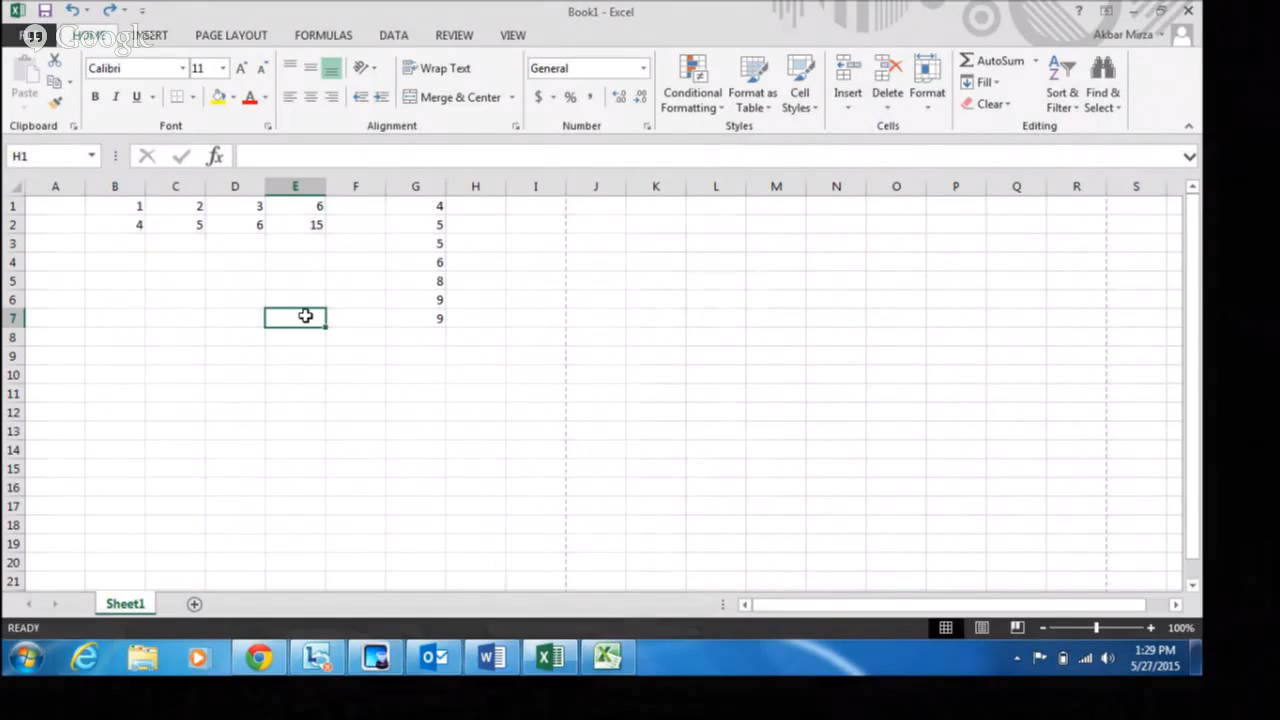 Book1 - Excel
?
Google
HOME INSERT PAGE LAYOUT FORMULAS DATA REVIEW VIEW Akbar Mirza
Paste
Calibri 11
B I U
A A
A
Wrap Text
Merge & Center
General
$ % ,
Conditional Formatting
Format as Table
Cell Styles
Insert Delete Format
AutoSum
Fill
Clear
Sort & Filter
Find & Select
Clipboard Font Alignment Number Styles Cells Editing
H1 fx
A B C D E F G H I J K L M N O P Q R S
1 1 2 3 6 4
2 4 5 6 15 5
3 5
4 6
5 8
6 9
7 9
8
9
10
11
12
13
14
15
16
17
18
19
20
21
Sheet1
READY 100%
1:29 PM
5/27/2015